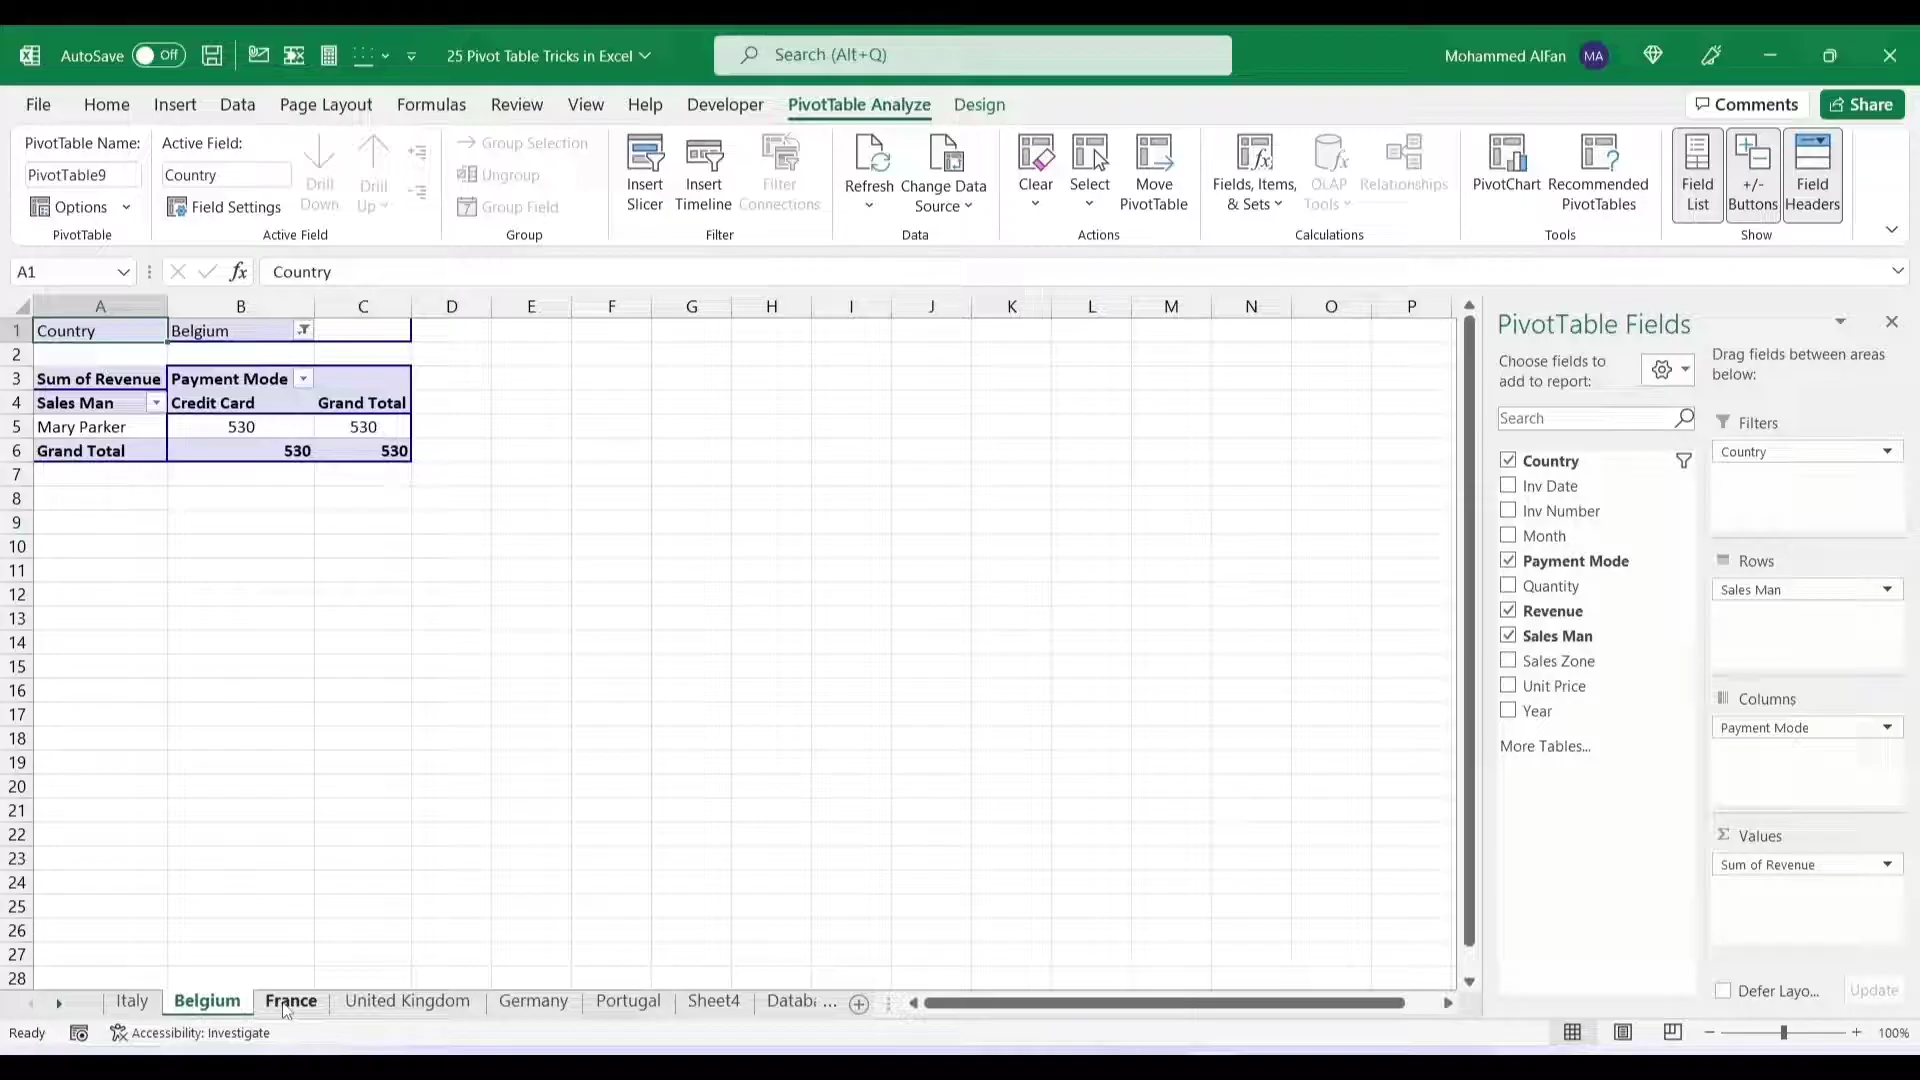 AutoSave Off 25 Pivot Table Tricks in Excel Search (Alt+Q) Mohammed AlFan MA
File Home Insert Data Page Layout Formulas Review View Help Developer PivotTable Analyze Design Comments Share
PivotTable Name:
PivotTable9
Options
PivotTable
Active Field:
Country
Field Settings
Drill Down
Drill Up
Active Field
Group Selection
Ungroup
Group Field
Group
Insert Slicer
Insert Timeline
Filter Connections
Filter
Refresh
Change Data Source
Data
Clear
Select
Move PivotTable
Actions
Fields, Items, & Sets
OLAP Tools
Relationships
Calculations
PivotChart
Recommended PivotTables
Tools
Field List
+/- Buttons
Field Headers
Show
A1 fx Country
A B C D E F G H I J K L M N O P
1 Country Belgium
2
3 Sum of Revenue Payment Mode
4 Sales Man Credit Card Grand Total
5 Mary Parker 530 530
6 Grand Total 530 530
7
8
9
10
11
12
13
14
15
16
17
18
19
20
21
22
23
24
25
26
27
28
PivotTable Fields
Choose fields to
add to report:
Search
Country
Inv Date
Inv Number
Month
Payment Mode
Quantity
Revenue
Sales Man
Sales Zone
Unit Price
Year
More Tables...
Drag fields between areas
below:
Filters
Country
Rows
Sales Man
Columns
Payment Mode
Σ Values
Sum of Revenue
Defer Layo... Update
Italy Belgium France United Kingdom Germany Portugal Sheet4 Databa ...
Ready Accessibility: Investigate 100%